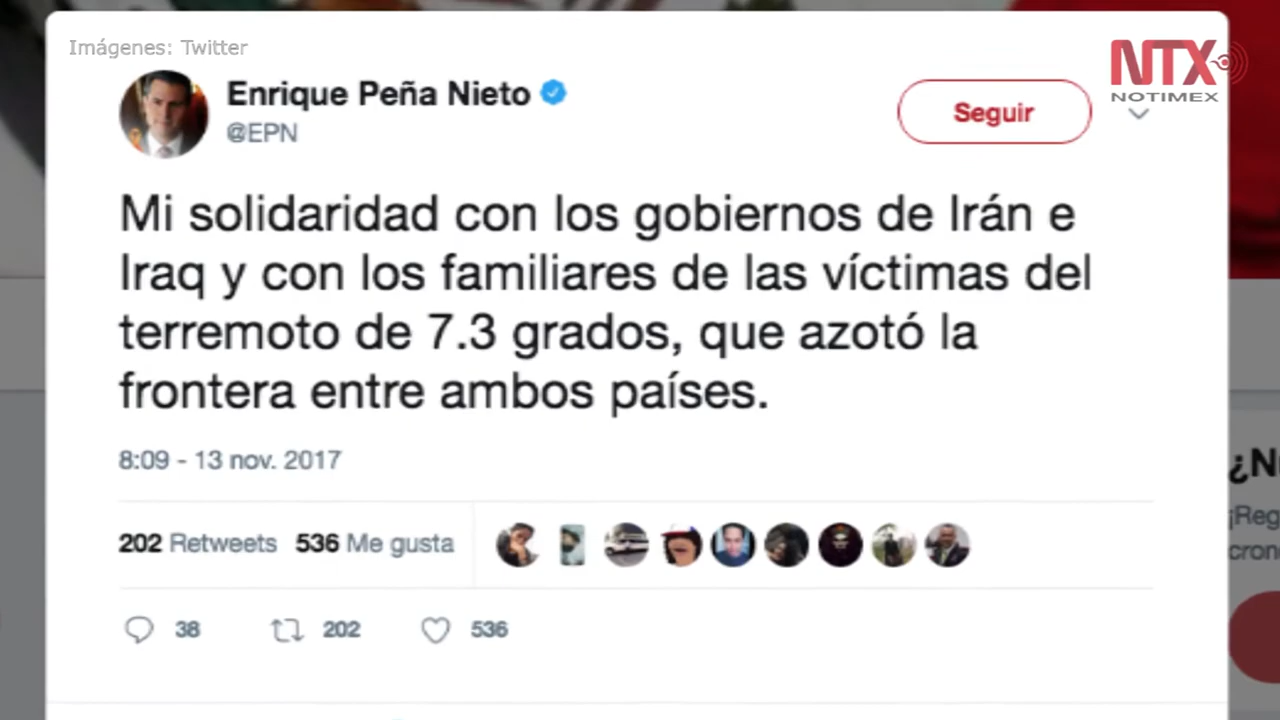 Imágenes: Twitter
NTX
NOTIMEX
Enrique Peña Nieto
@EPN
Seguir
Mi solidaridad con los gobiernos de Irán e
Iraq y con los familiares de las víctimas del
terremoto de 7.3 grados, que azotó la
frontera entre ambos países.
8:09 - 13 nov. 2017
202 Retweets 536 Me gusta
38 202 536
¡Reg